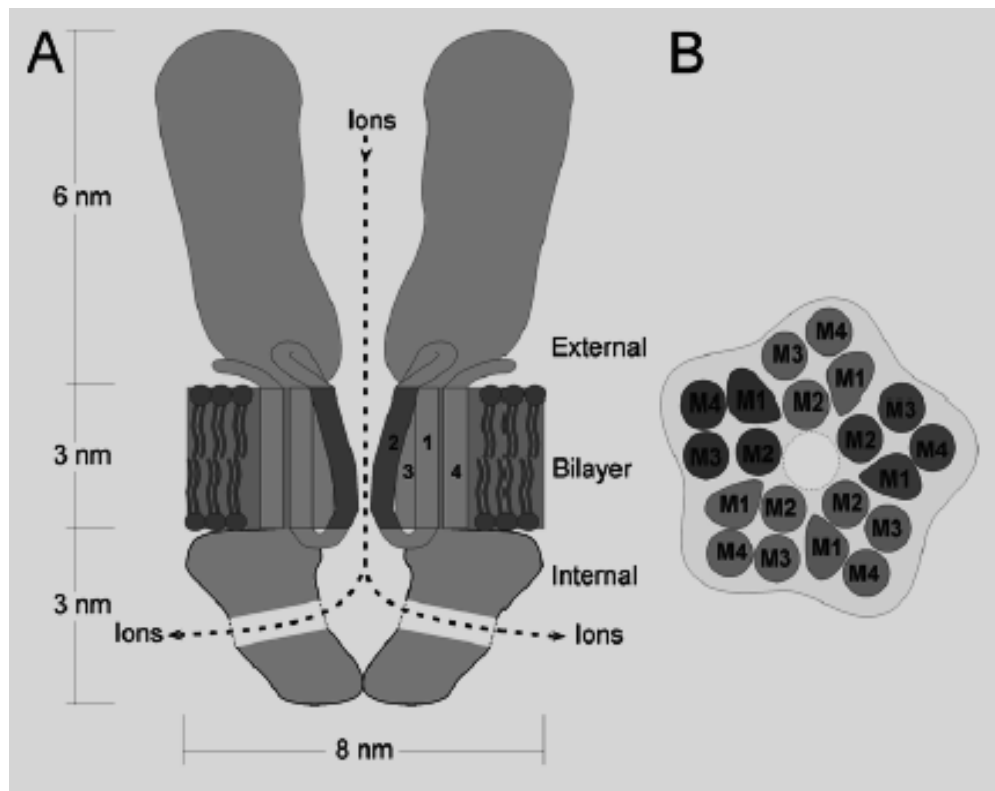 A
6 nm
3 nm
3 nm
Ions
External
Bilayer
Internal
2
1
3
4
Ions
Ions
8 nm
B
M4
M3
M1
M2
M4
M1
M3
M2
M3
M2
M4
M1
M1
M2
M2
M3
M4
M3
M1
M4